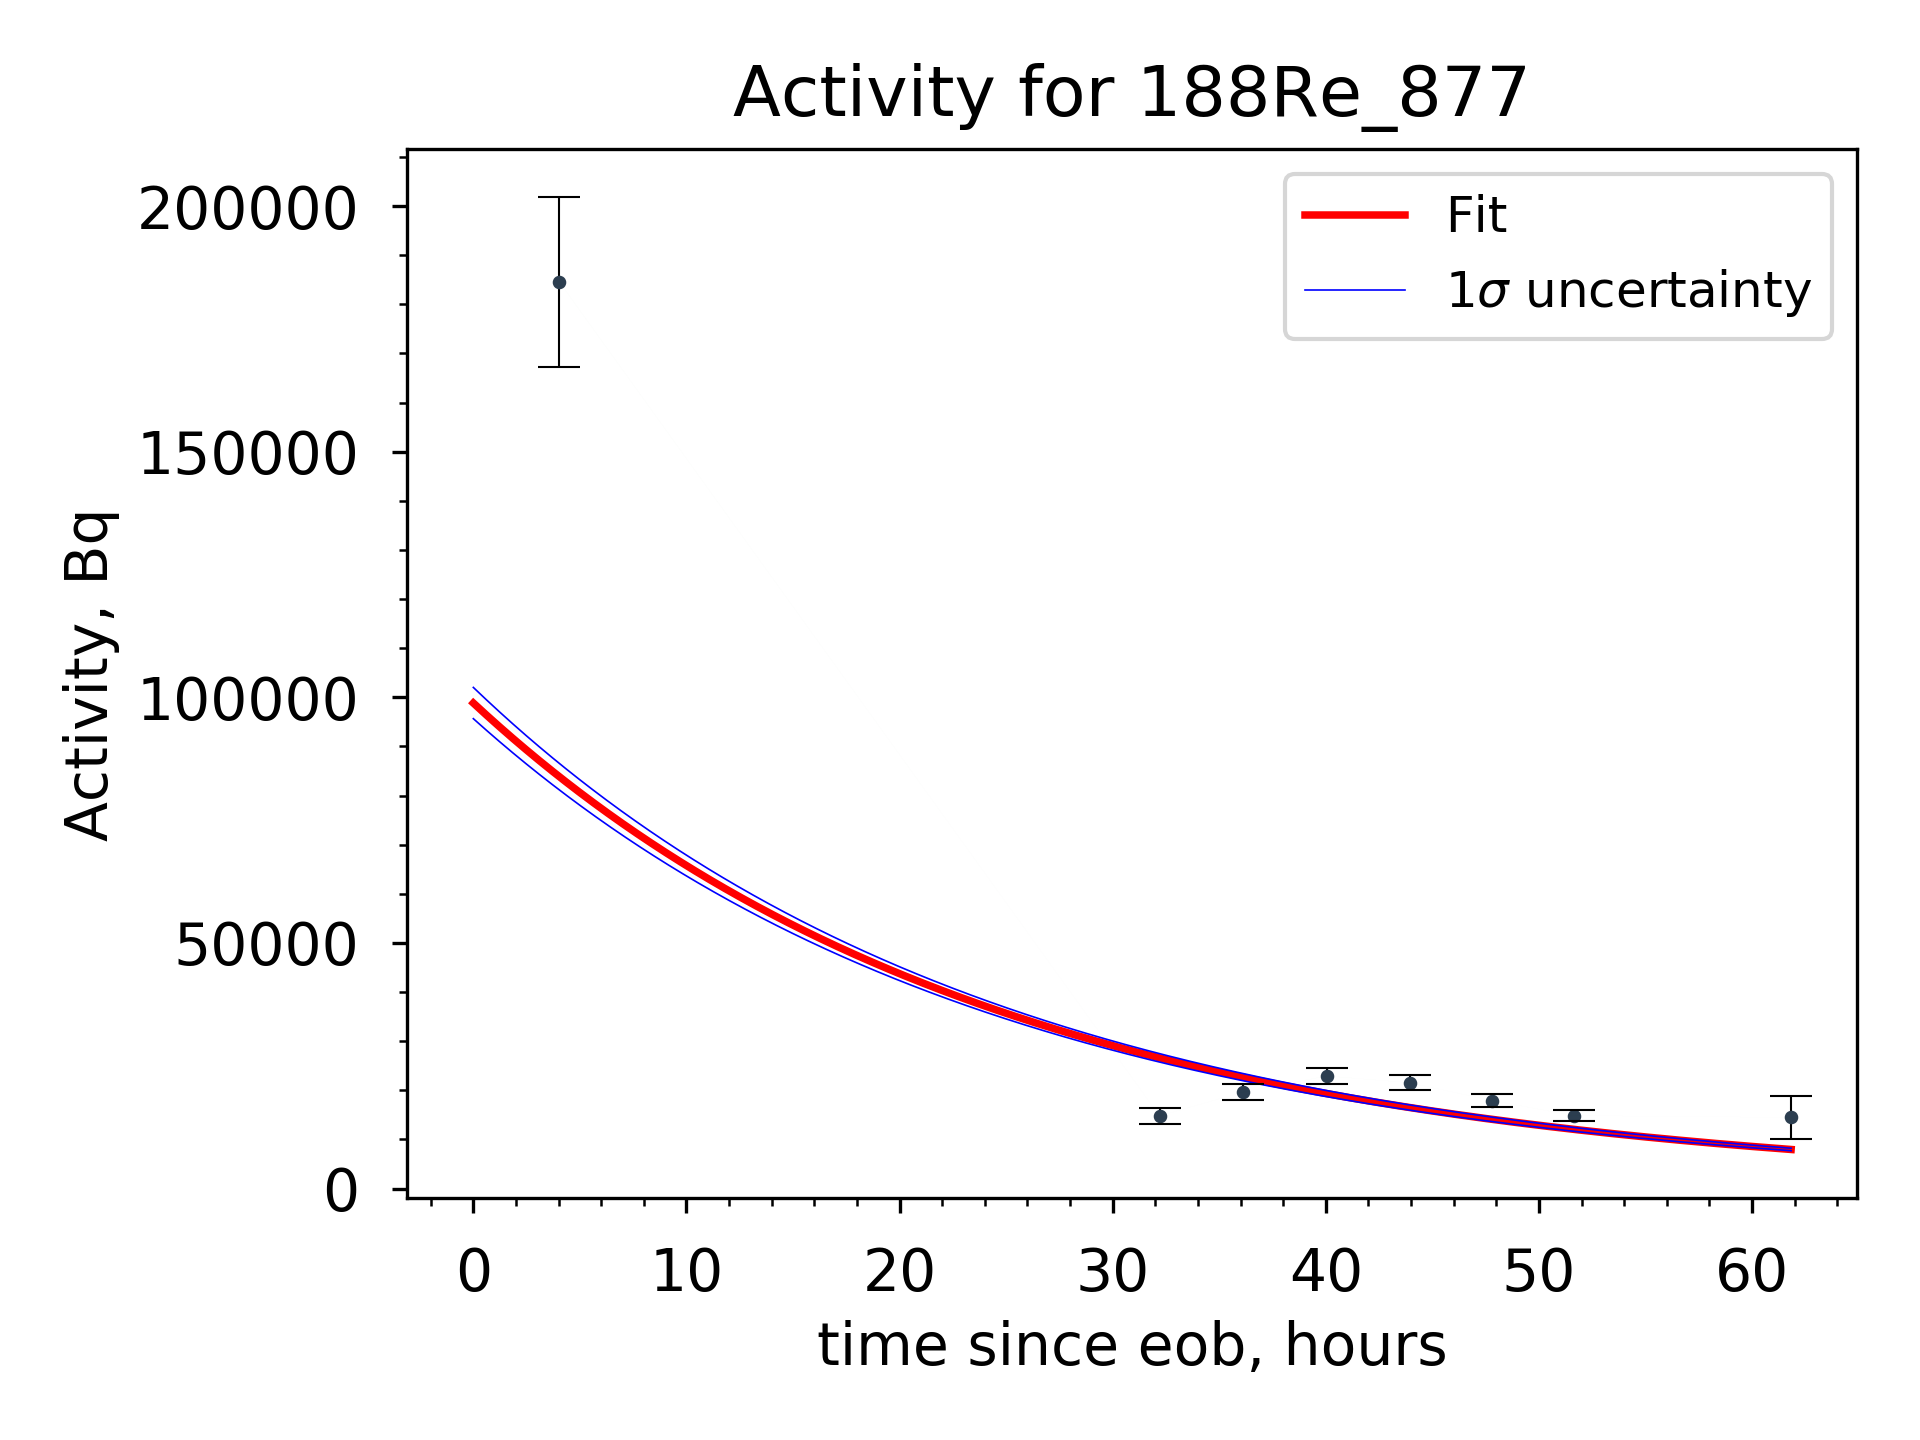 Activity for 188Re_877
Fit
1σ uncertainty
200000
150000
100000
50000
0
Activity, Bq
0 10 20 30 40 50 60
time since eob, hours